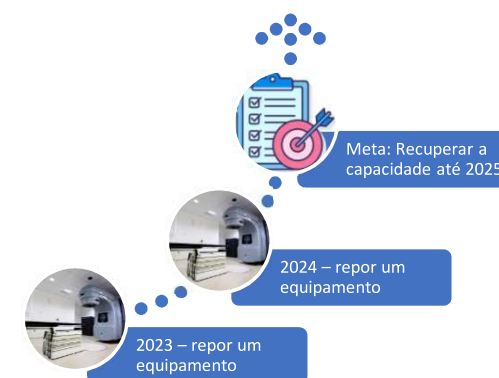 Meta: Recuperar a
capacidade até 2025
2024 – repor um
equipamento
2023 – repor um
equipamento